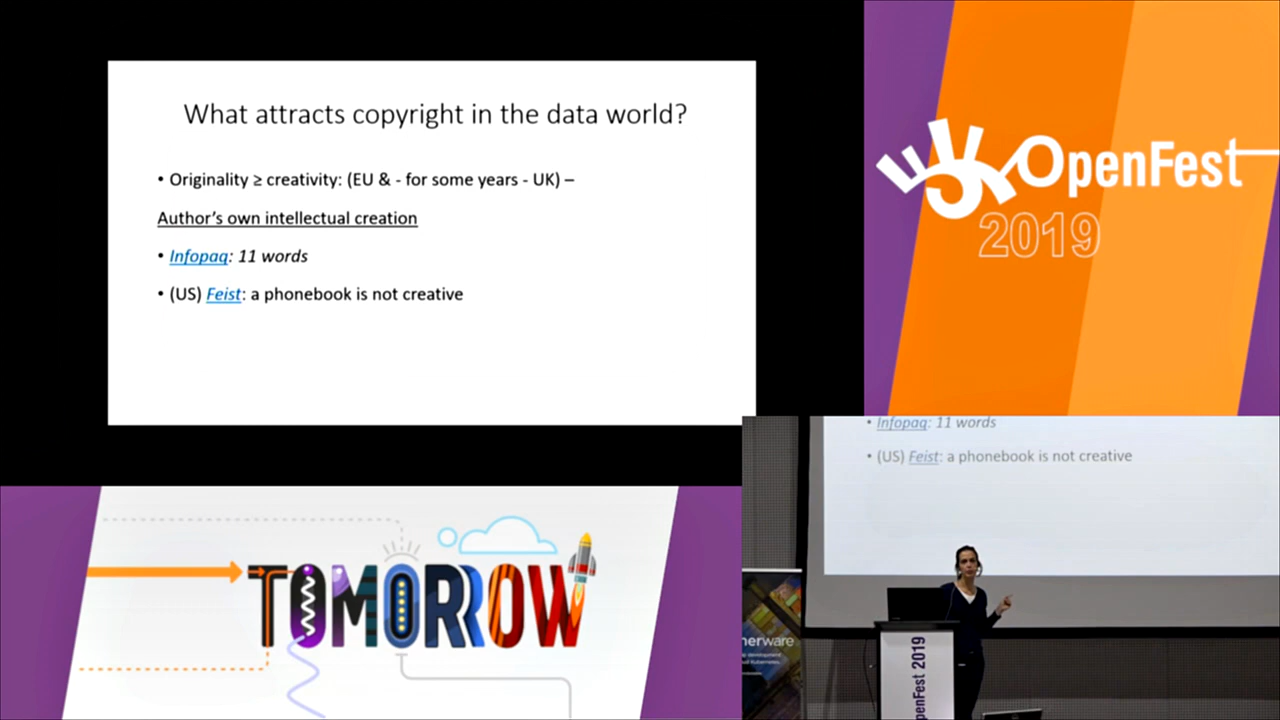 What attracts copyright in the data world?
• Originality ≥ creativity: (EU & - for some years - UK) –
Author's own intellectual creation
• Infopaq: 11 words
• (US) Feist: a phonebook is not creative
OpenFest
2019
• Infopaq: 11 words
• (US) Feist: a phonebook is not creative
TOMORROW
OpenFest 2019